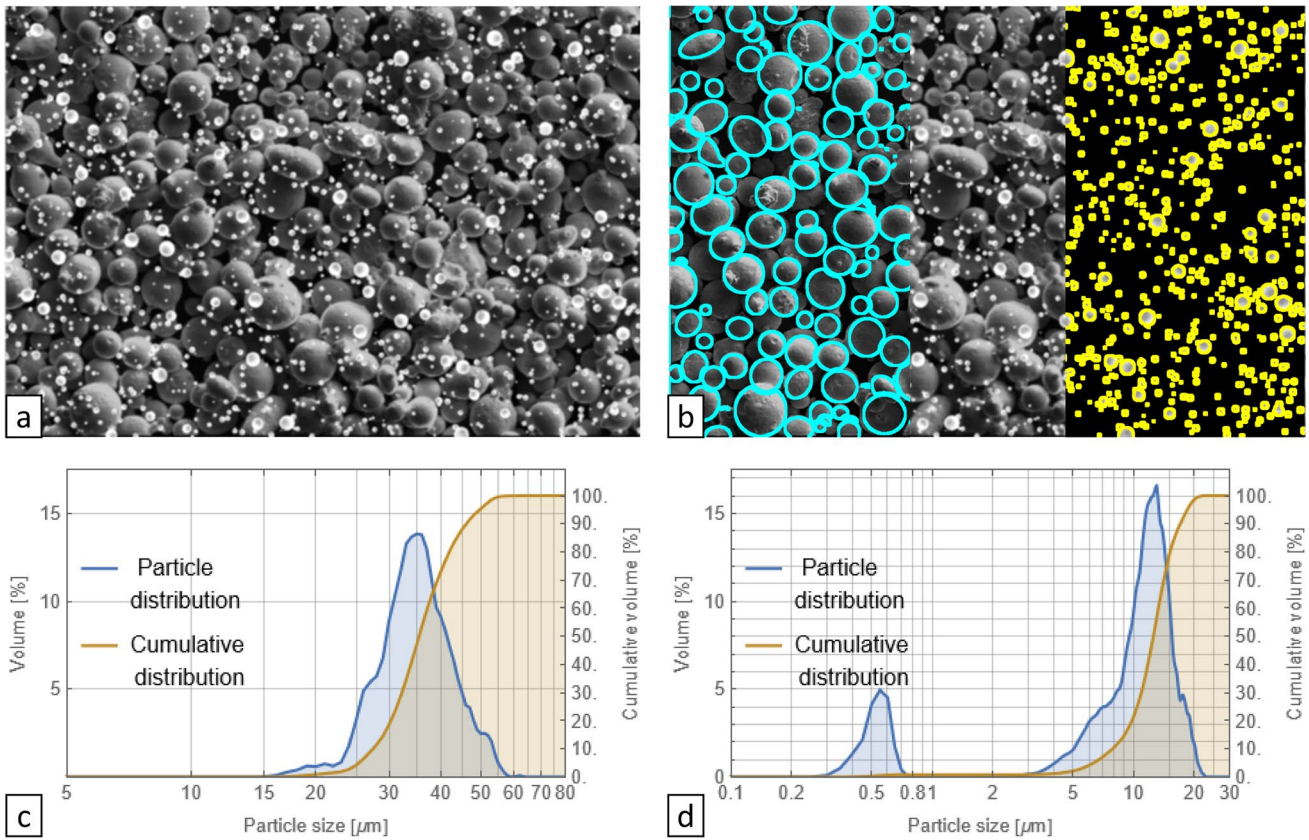 a
b
15
10
5
0
Volume [%]
Particle
distribution
Cumulative
distribution
100.
90.
80.
70.
60.
50.
40.
30.
20.
10.
0.
Cumulative volume [%]
5
10
15
20
30
40
50
60
70
80
Particle size [µm]
c
15
10
5
0
Volume [%]
Particle
distribution
Cumulative
distribution
100.
90.
80.
70.
60.
50.
40.
30.
20.
10.
0.
Cumulative volume [%]
0.1
0.2
0.5
0.8
1
2
5
10
20
30
Particle size [µm]
d